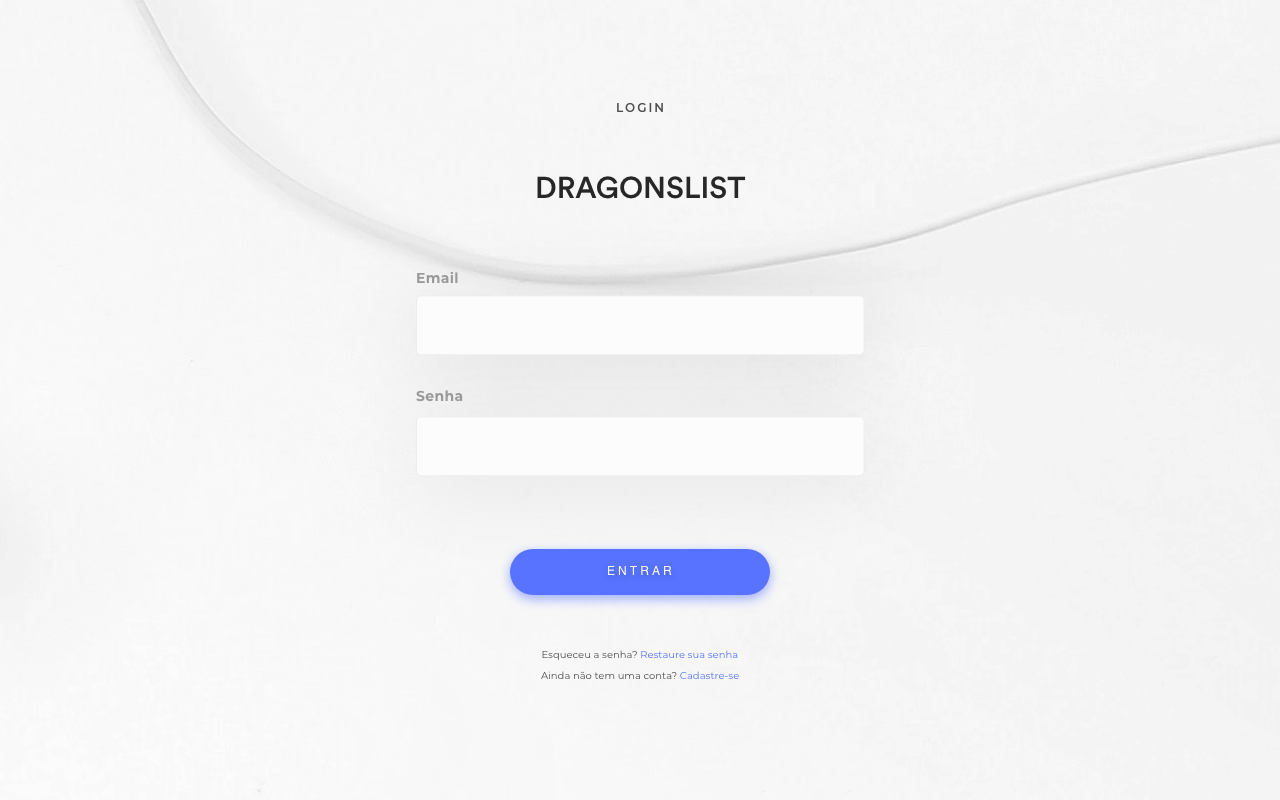 LOGIN
DRAGONSLIST
Email
Senha
ENTRAR
Esqueceu a senha? Restaure sua senha
Ainda não tem uma conta? Cadastre-se